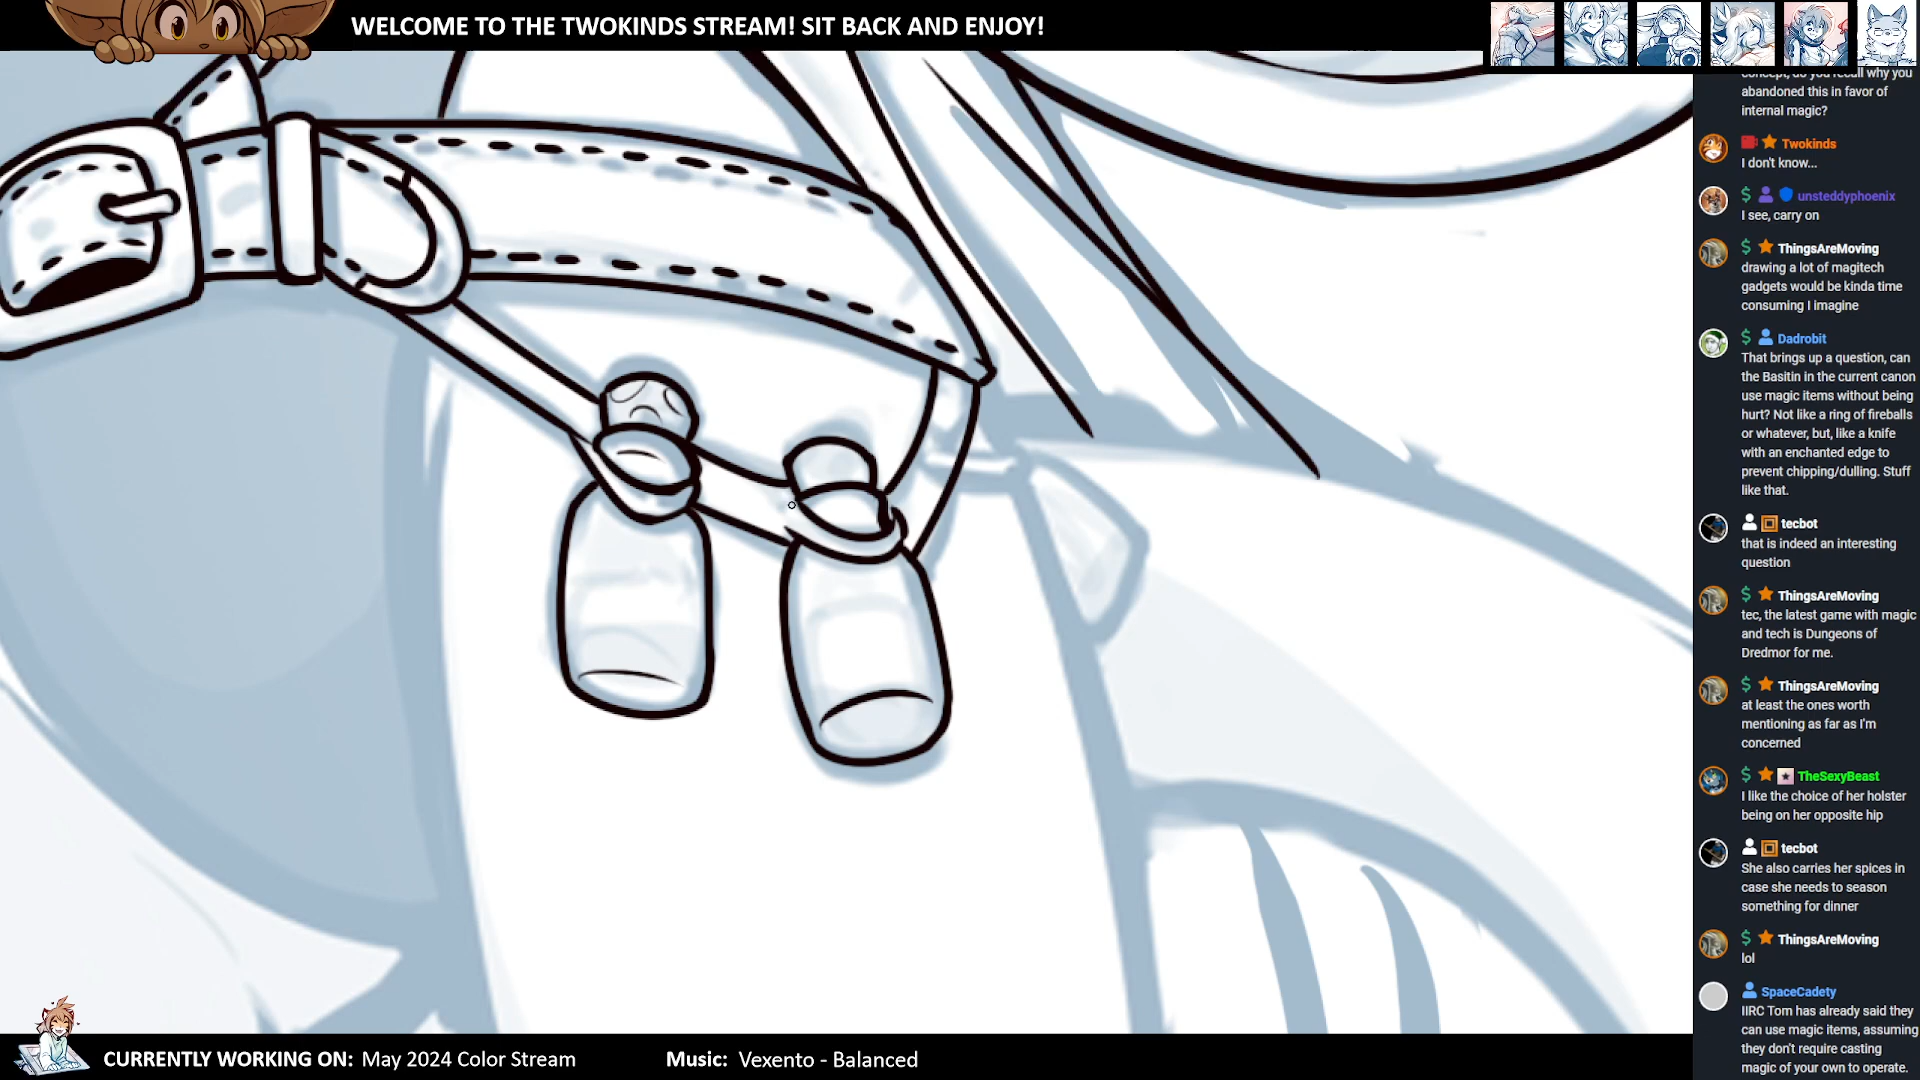 WELCOME TO THE TWOKINDS STREAM! SIT BACK AND ENJOY!
concept, do you recall why you
abandoned this in favor of
internal magic?
Twokinds
I don't know...
unsteddyphoenix
I see, carry on
ThingsAreMoving
drawing a lot of magitech
gadgets would be kinda time
consuming I imagine
Dadrobit
That brings up a question, can
the Basitin in the current canon
use magic items without being
hurt? Not like a ring of fireballs
or whatever, but, like a knife
with an enchanted edge to
prevent chipping/dulling. Stuff
like that.
tecbot
that is indeed an interesting
question
ThingsAreMoving
tec, the latest game with magic
and tech is Dungeons of
Dredmor for me.
ThingsAreMoving
at least the ones worth
mentioning as far as I'm
concerned
TheSexyBeast
I like the choice of her holster
being on her opposite hip
tecbot
She also carries her spices in
case she needs to season
something for dinner
ThingsAreMoving
lol
SpaceCadety
IIRC Tom has already said they
can use magic items, assuming
they don't require casting
magic of your own to operate.
CURRENTLY WORKING ON: May 2024 Color Stream
Music: Vexento - Balanced